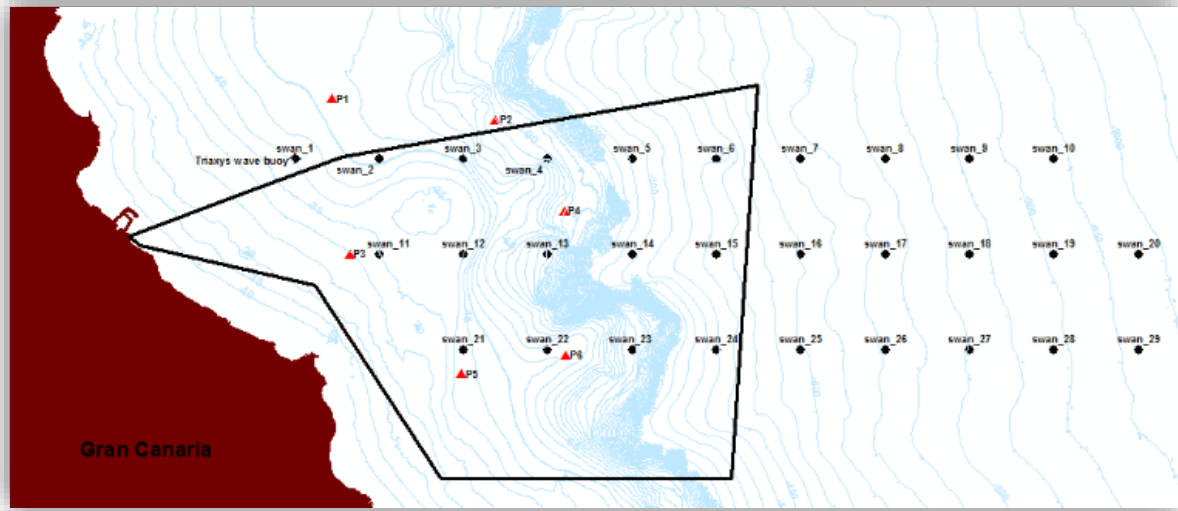 P1
P2
swan_1
swan_3
swan_5
swan_6
swan_7
swan_8
swan_9
swan_10
Triaxys wave buoy
swan_2
swan_4
P4
swan_11
swan_12
swan_13
swan_14
swan_15
swan_16
swan_17
swan_18
swan_19
swan_20
P3
swan_21
swan_22
swan_23
swan_24
swan_25
swan_26
swan_27
swan_28
swan_29
P6
P5
Gran Canaria